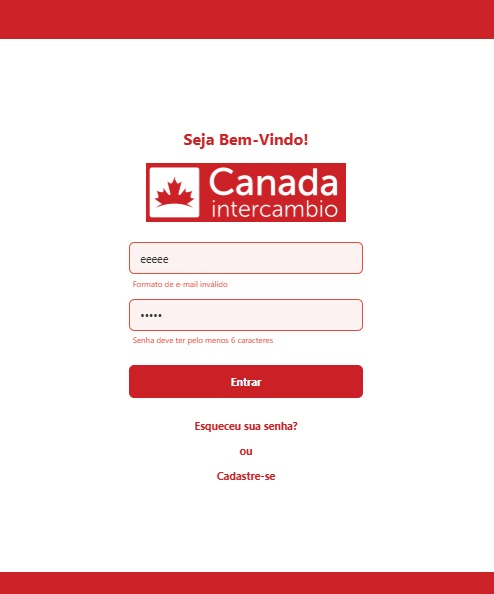 Seja Bem-Vindo!
Canada
intercambio
eeeee
Formato de e-mail inválido
•••••
Senha deve ter pelo menos 6 caracteres
Entrar
Esqueceu sua senha?
ou
Cadastre-se